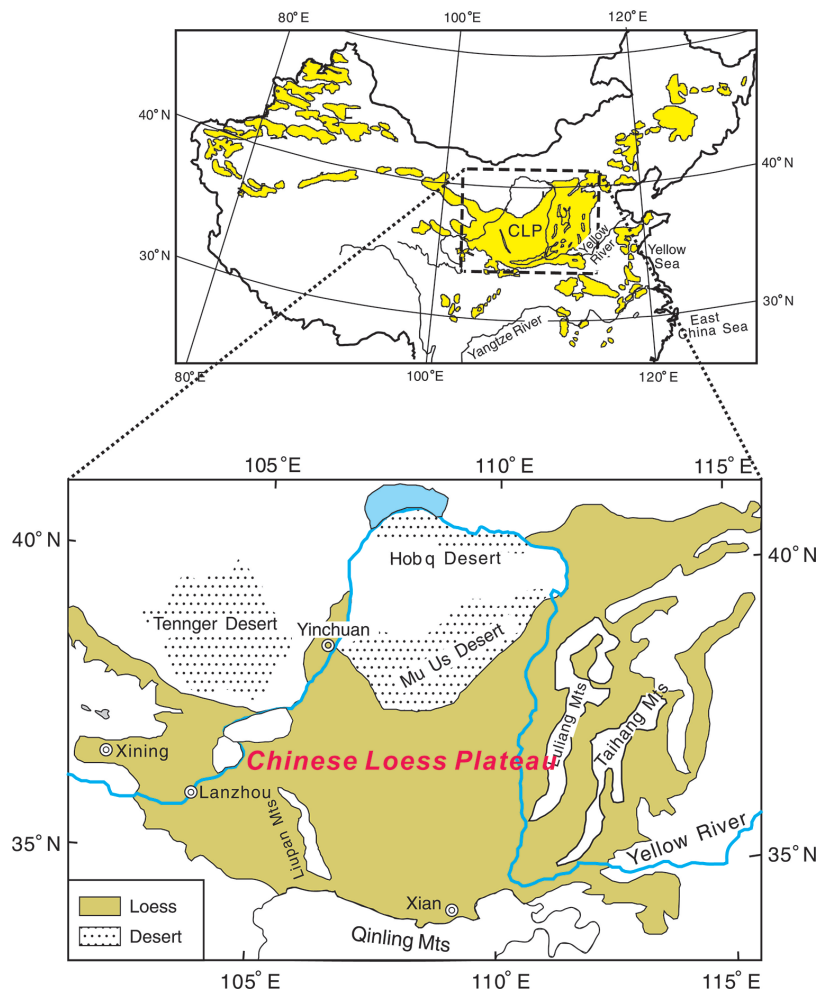 80° E
100° E
120° E
40° N
40° N
30° N
30° N
CLP
Yellow
River
Yellow
Sea
East
China Sea
Yangtze River
80° E
100° E
120° E
105° E
110° E
115° E
40° N
40° N
Hobq Desert
Tennger Desert
Yinchuan
Mu Us Desert
Luliang Mts
Taihang Mts
Xining
Chinese Loess Plateau
Lanzhou
Liupan Mts
Yellow River
35° N
35° N
Xian
Qinling Mts
Loess
Desert
105° E
110° E
115° E